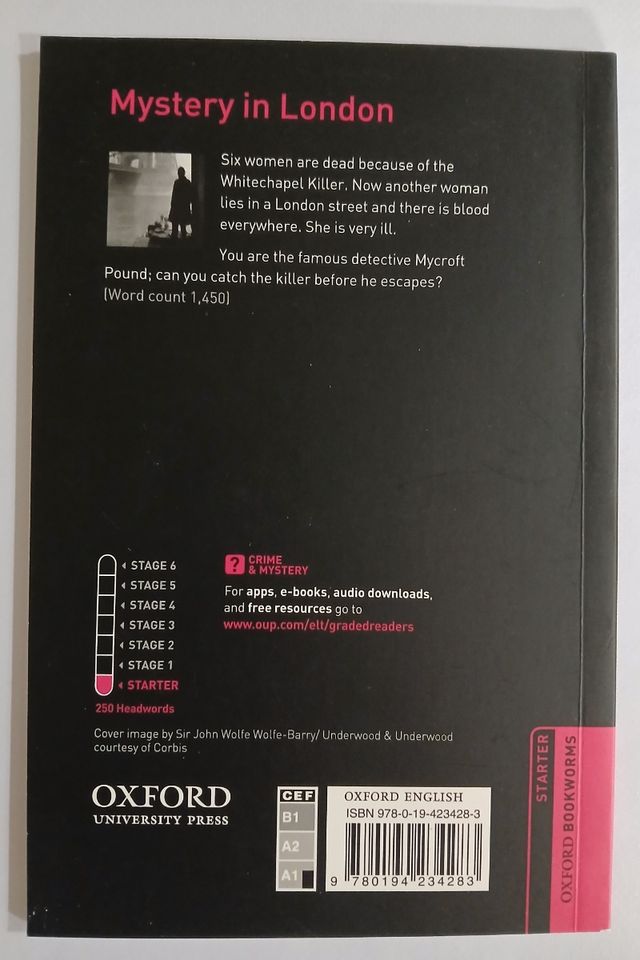 Mystery in London
Six women are dead because of the
Whitechapel Killer. Now another woman
lies in a London street and there is blood
everywhere. She is very ill.
You are the famous detective Mycroft
Pound; can you catch the killer before he escapes?
(Word count 1,450)
STAGE 6
STAGE 5
STAGE 4
STAGE 3
STAGE 2
STAGE 1
STARTER
250 Headwords
? CRIME
& MYSTERY
For apps, e-books, audio downloads,
and free resources go to
www.oup.com/elt/gradedreaders
Cover image by Sir John Wolfe Wolfe-Barry/ Underwood & Underwood
courtesy of Corbis
OXFORD
UNIVERSITY PRESS
CEF
B1
A2
A1
OXFORD ENGLISH
ISBN 978-0-19-423428-3
9 780194 234283
STARTER
OXFORD BOOKWORMS